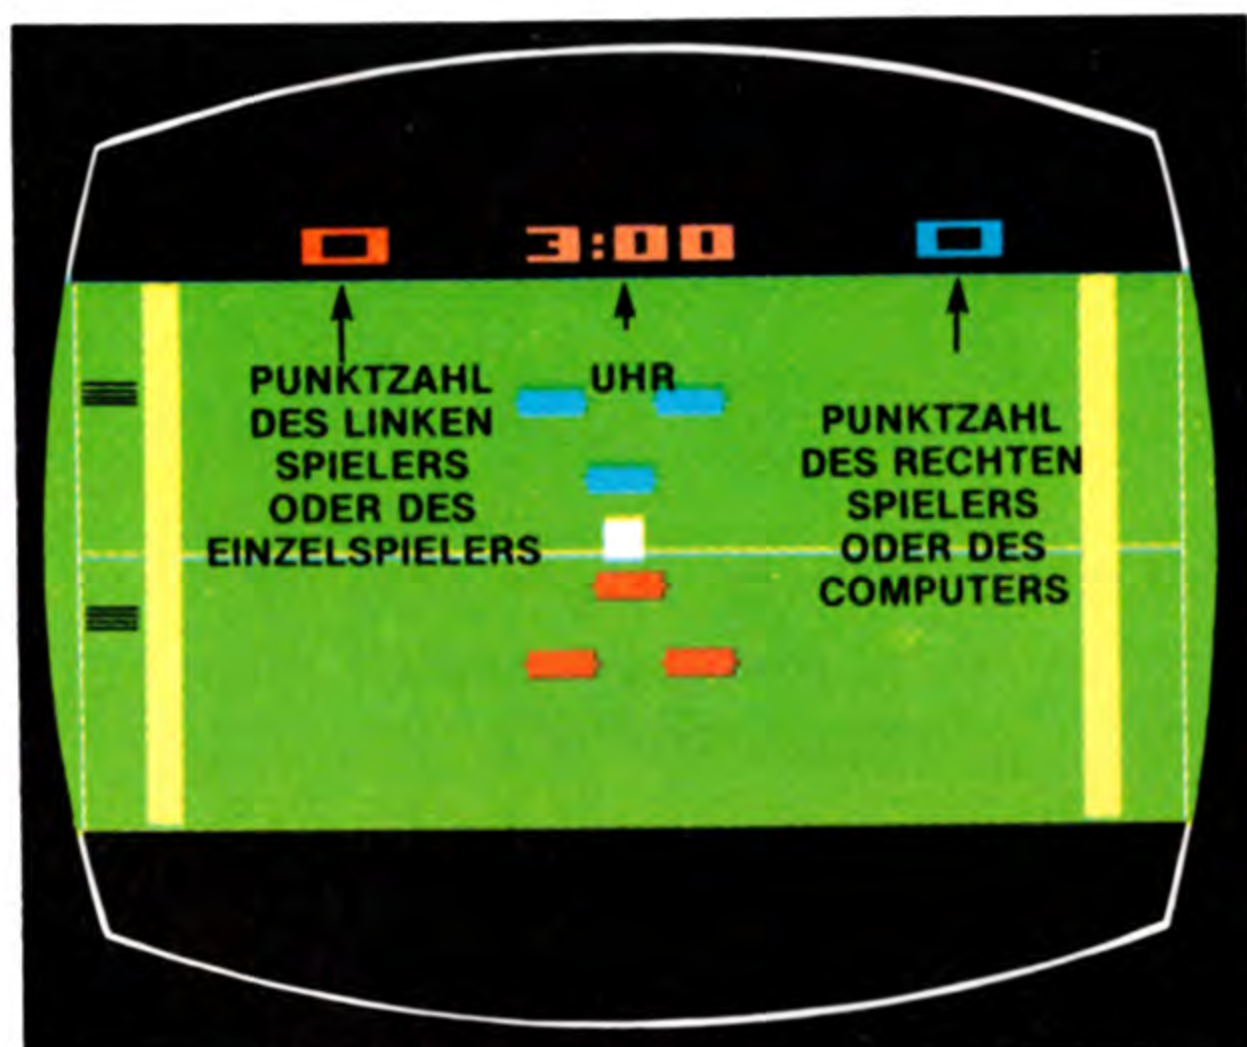 0 3:00 0
PUNKTZAHL
DES LINKEN
SPIELERS
ODER DES
EINZELSPIELERS
UHR
PUNKTZAHL
DES RECHTEN
SPIELERS
ODER DES
COMPUTERS